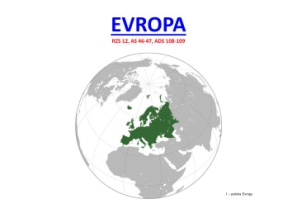 EVROPA
RZS 12, AS 46-47, ADS 108-109
1 – poloha Evropy